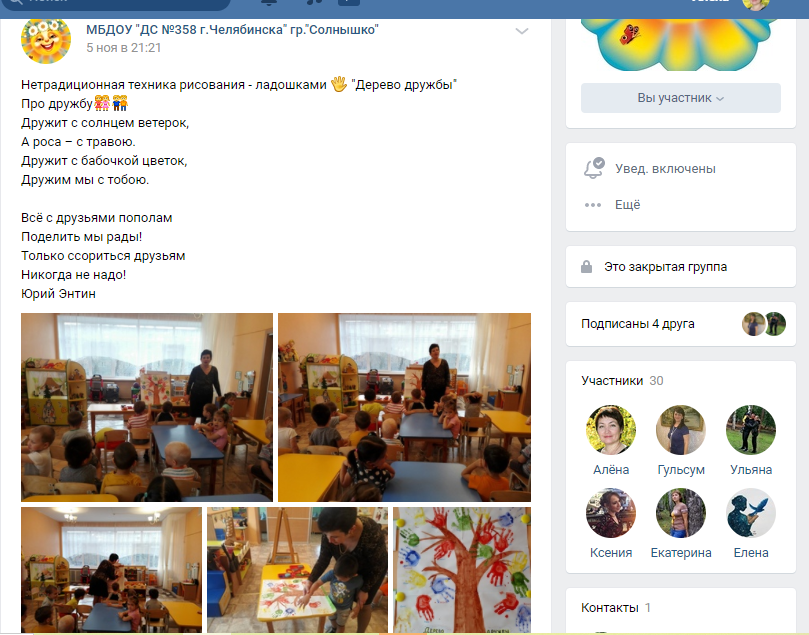 МБДОУ "ДС №358 г.Челябинска" гр."Солнышко"
5 ноя в 21:21
Нетрадиционная техника рисования - ладошками "Дерево дружбы"
Про дружбу
Дружит с солнцем ветерок,
А роса – с травою.
Дружит с бабочкой цветок,
Дружим мы с тобою.
Всё с друзьями пополам
Поделить мы рады!
Только ссориться друзьям
Никогда не надо!
Юрий Энтин
Вы участник
Увед. включены
Ещё
Это закрытая группа
Подписаны 4 друга
Участники 30
Алёна
Гульсум
Ульяна
Ксения
Екатерина
Елена
Контакты 1